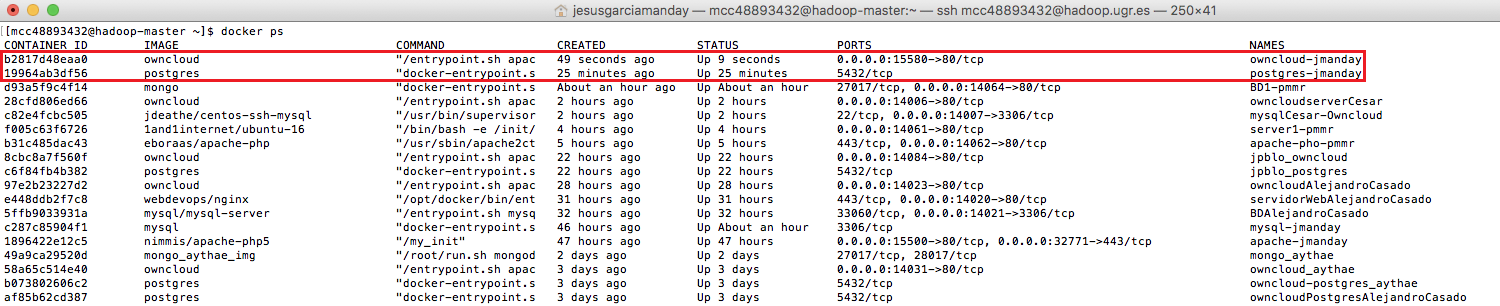 jesusgarciamanday — mcc48893432@hadoop-master:~ — ssh mcc48893432@hadoop.ugr.es — 250×41
[[mcc48893432@hadoop-master ~]$ docker ps
CONTAINER ID IMAGE COMMAND CREATED STATUS PORTS NAMES
b2817d48eaa0 owncloud "/entrypoint.sh apac 49 seconds ago Up 9 seconds 0.0.0.0:15580->80/tcp owncloud-jmanday
19964ab3df56 postgres "docker-entrypoint.s 25 minutes ago Up 25 minutes 5432/tcp postgres-jmanday
d93a5f9c4f14 mongo "docker-entrypoint.s About an hour ago Up About an hour 27017/tcp, 0.0.0.0:14064->80/tcp BD1-pmmr
28cfd806ed66 owncloud "/entrypoint.sh apac 2 hours ago Up 2 hours 0.0.0.0:14006->80/tcp owncloudserverCesar
c82e4fcbc505 jdeathe/centos-ssh-mysql "/usr/bin/supervisor 2 hours ago Up 2 hours 22/tcp, 0.0.0.0:14007->3306/tcp mysqlCesar-Owncloud
f005c63f6726 1and1internet/ubuntu-16 "/bin/bash -e /init/ 4 hours ago Up 4 hours 0.0.0.0:14061->80/tcp server1-pmmr
b31c485dac43 eboraas/apache-php "/usr/sbin/apache2ct 5 hours ago Up 5 hours 443/tcp, 0.0.0.0:14062->80/tcp apache-pho-pmmr
8cbc8a7f560f owncloud "/entrypoint.sh apac 22 hours ago Up 22 hours 0.0.0.0:14084->80/tcp jpblo_owncloud
c6f84fb4b382 postgres "docker-entrypoint.s 22 hours ago Up 22 hours 5432/tcp jpblo_postgres
97e2b23227d2 owncloud "/entrypoint.sh apac 28 hours ago Up 28 hours 0.0.0.0:14023->80/tcp owncloudAlejandroCasado
e448ddb2f7c8 webdevops/nginx "/opt/docker/bin/ent 31 hours ago Up 31 hours 443/tcp, 0.0.0.0:14020->80/tcp servidorWebAlejandroCasado
5ffb9033931a mysql/mysql-server "/entrypoint.sh mysq 32 hours ago Up 32 hours 33060/tcp, 0.0.0.0:14021->3306/tcp BDAlejandroCasado
c287c85904f1 mysql "docker-entrypoint.s 46 hours ago Up About an hour 3306/tcp mysql-jmanday
1896422e12c5 nimmis/apache-php5 "/my_init" 47 hours ago Up 47 hours 0.0.0.0:15500->80/tcp, 0.0.0.0:32771->443/tcp apache-jmanday
49a9ca29520d mongo_aythae_img "/root/run.sh mongod 2 days ago Up 2 days 27017/tcp, 28017/tcp mongo_aythae
58a65c514e40 owncloud "/entrypoint.sh apac 3 days ago Up 3 days 0.0.0.0:14031->80/tcp owncloud_aythae
b073802606c2 postgres "docker-entrypoint.s 3 days ago Up 3 days 5432/tcp owncloud-postgres_aythae
af85b62cd387 postgres "docker-entrypoint.s 3 days ago Up 3 days 5432/tcp owncloudPostgresAlejandroCasado